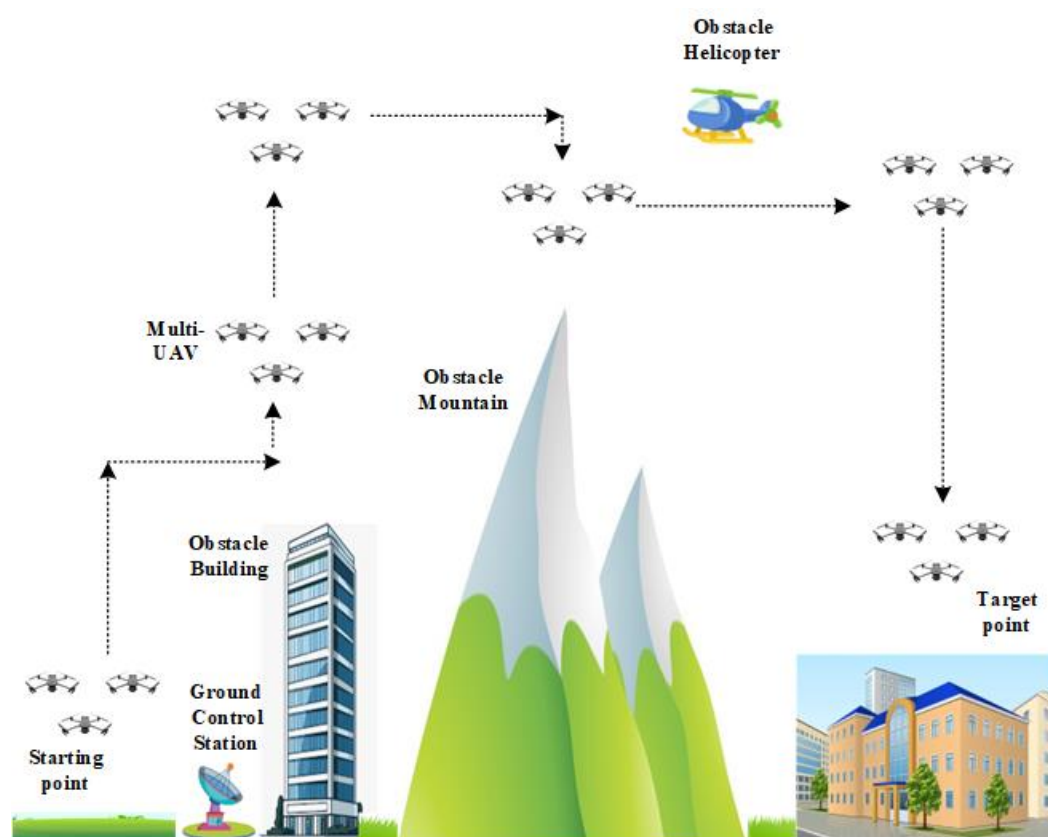 Obstacle
Helicopter
Multi-
UAV
Obstacle
Mountain
Obstacle
Building
Target
point
Ground
Control
Station
Starting
point